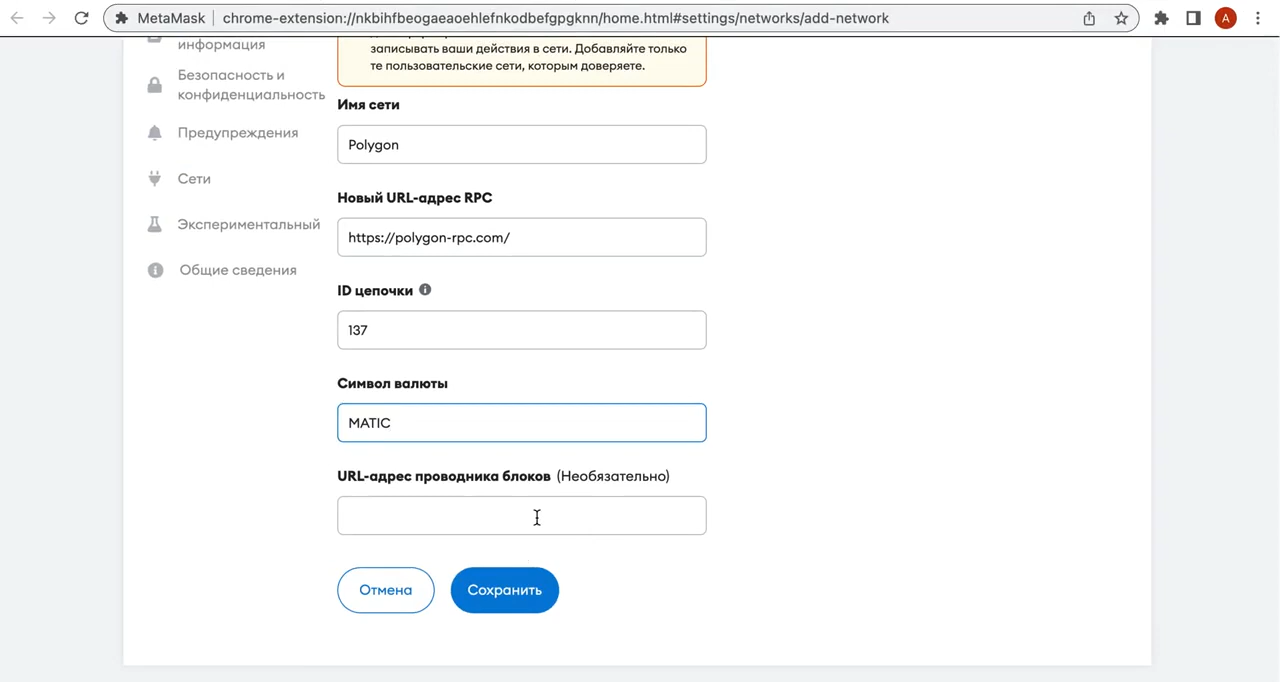 MetaMask
chrome-extension://nkbihfbeogaeaoehlefnkodbefgpgknn/home.html#settings/networks/add-network
A
информация
Безопасность и
конфиденциальность
Предупреждения
Сети
Экспериментальный
Общие сведения
записывать ваши действия в сети. Добавляйте только
те пользовательские сети, которым доверяете.
Имя сети
Polygon
Новый URL-адрес RPC
https://polygon-rpc.com/
ID цепочки
137
Символ валюты
MATIC
URL-адрес проводника блоков (Необязательно)
Отмена
Сохранить